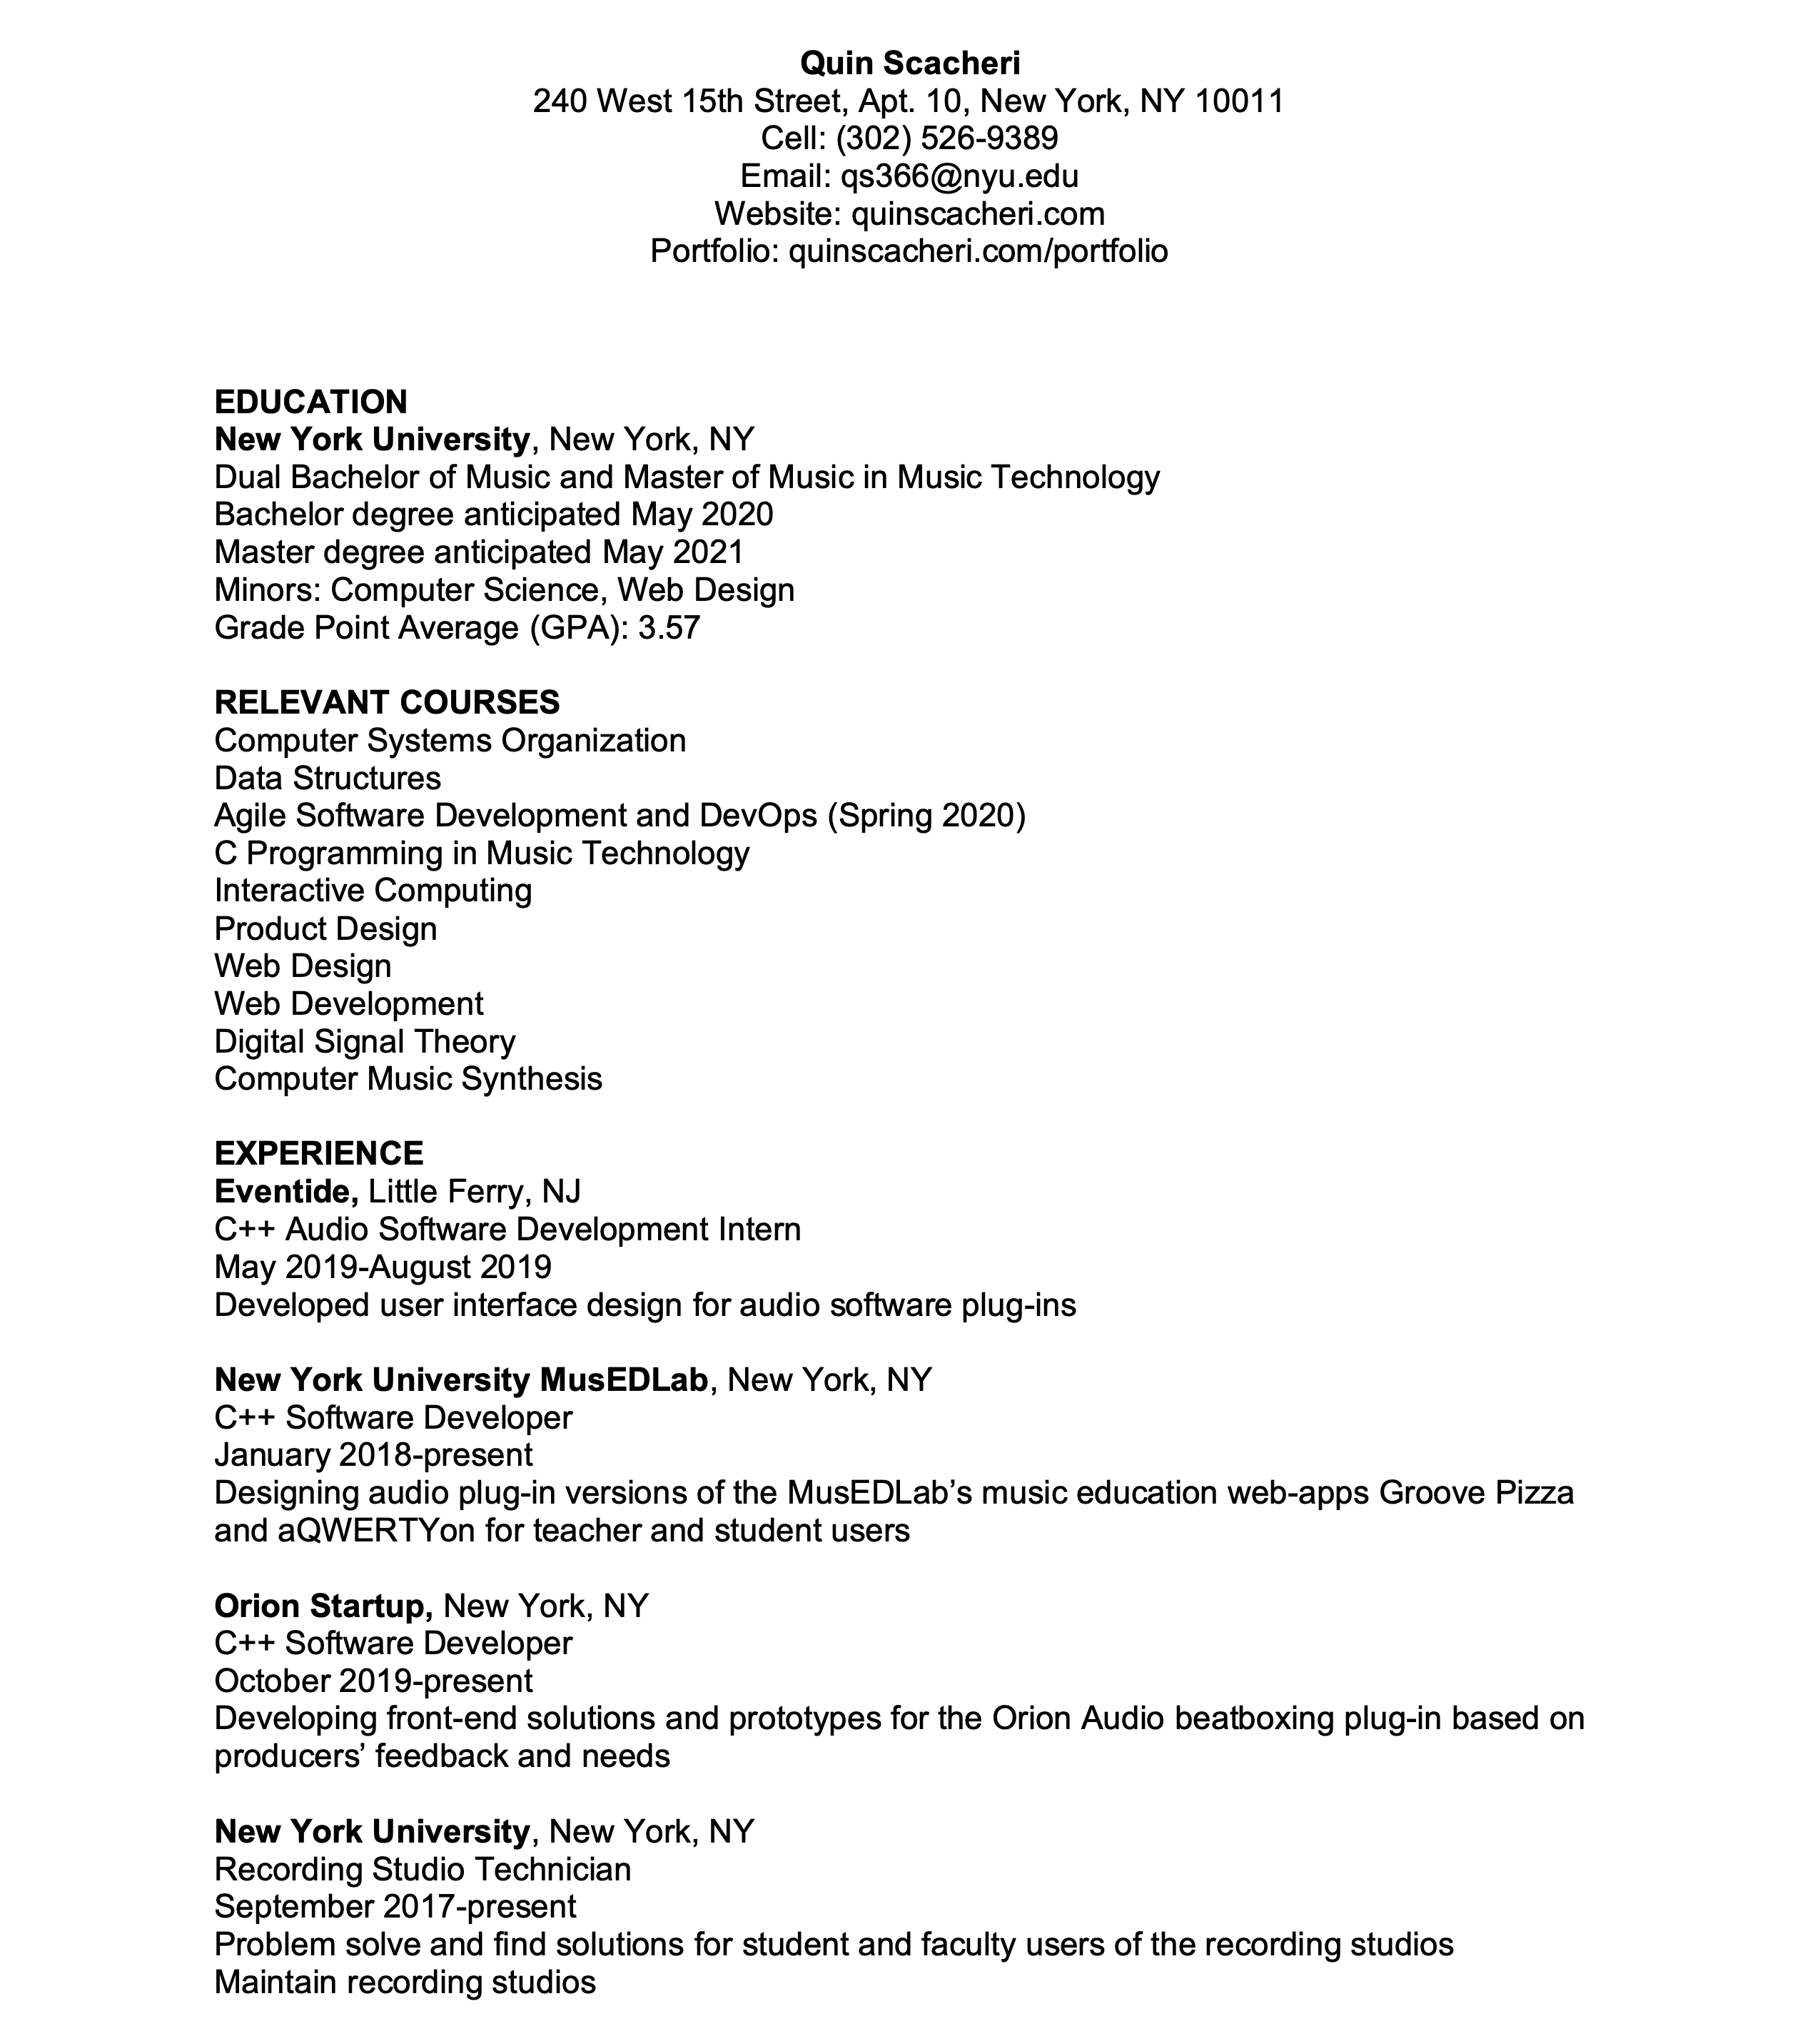 Quin Scacheri
240 West 15th Street, Apt. 10, New York, NY 10011
Cell: (302) 526-9389
Email: qs366@nyu.edu
Website: quinscacheri.com
Portfolio: quinscacheri.com/portfolio
EDUCATION
New York University, New York, NY
Dual Bachelor of Music and Master of Music in Music Technology
Bachelor degree anticipated May 2020
Master degree anticipated May 2021
Minors: Computer Science, Web Design
Grade Point Average (GPA): 3.57
RELEVANT COURSES
Computer Systems Organization
Data Structures
Agile Software Development and DevOps (Spring 2020)
C Programming in Music Technology
Interactive Computing
Product Design
Web Design
Web Development
Digital Signal Theory
Computer Music Synthesis
EXPERIENCE
Eventide, Little Ferry, NJ
C++ Audio Software Development Intern
May 2019-August 2019
Developed user interface design for audio software plug-ins
New York University MusEDLab, New York, NY
C++ Software Developer
January 2018-present
Designing audio plug-in versions of the MusEDLab’s music education web-apps Groove Pizza
and aQWERTYon for teacher and student users
Orion Startup, New York, NY
C++ Software Developer
October 2019-present
Developing front-end solutions and prototypes for the Orion Audio beatboxing plug-in based on
producers’ feedback and needs
New York University, New York, NY
Recording Studio Technician
September 2017-present
Problem solve and find solutions for student and faculty users of the recording studios
Maintain recording studios